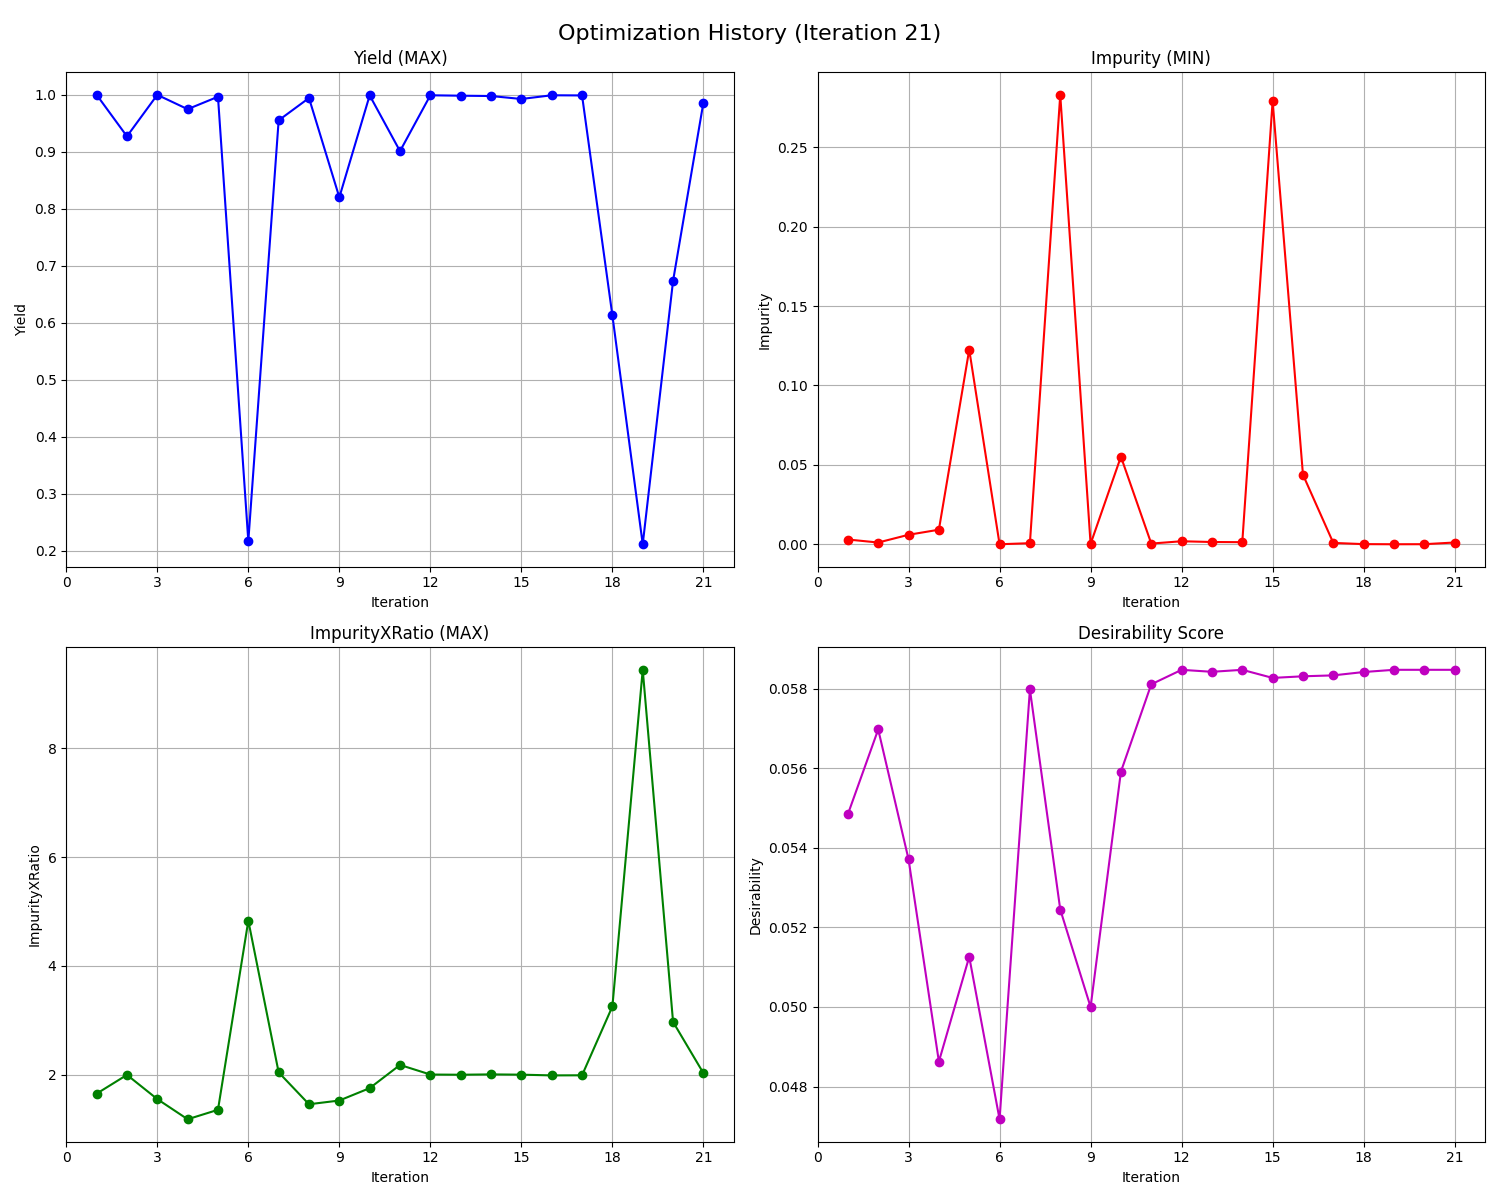 Optimization History (Iteration 21)
Yield (MAX)
1.0
0.9
0.8
0.7
0.6
0.5
0.4
0.3
0.2
Yield
0 3 6 9 12 15 18 21
Iteration
Impurity (MIN)
0.25
0.20
0.15
0.10
0.05
0.00
Impurity
0 3 6 9 12 15 18 21
Iteration
ImpurityXRatio (MAX)
8
6
4
2
ImpurityXRatio
0 3 6 9 12 15 18 21
Iteration
Desirability Score
0.058
0.056
0.054
0.052
0.050
0.048
Desirability
0 3 6 9 12 15 18 21
Iteration